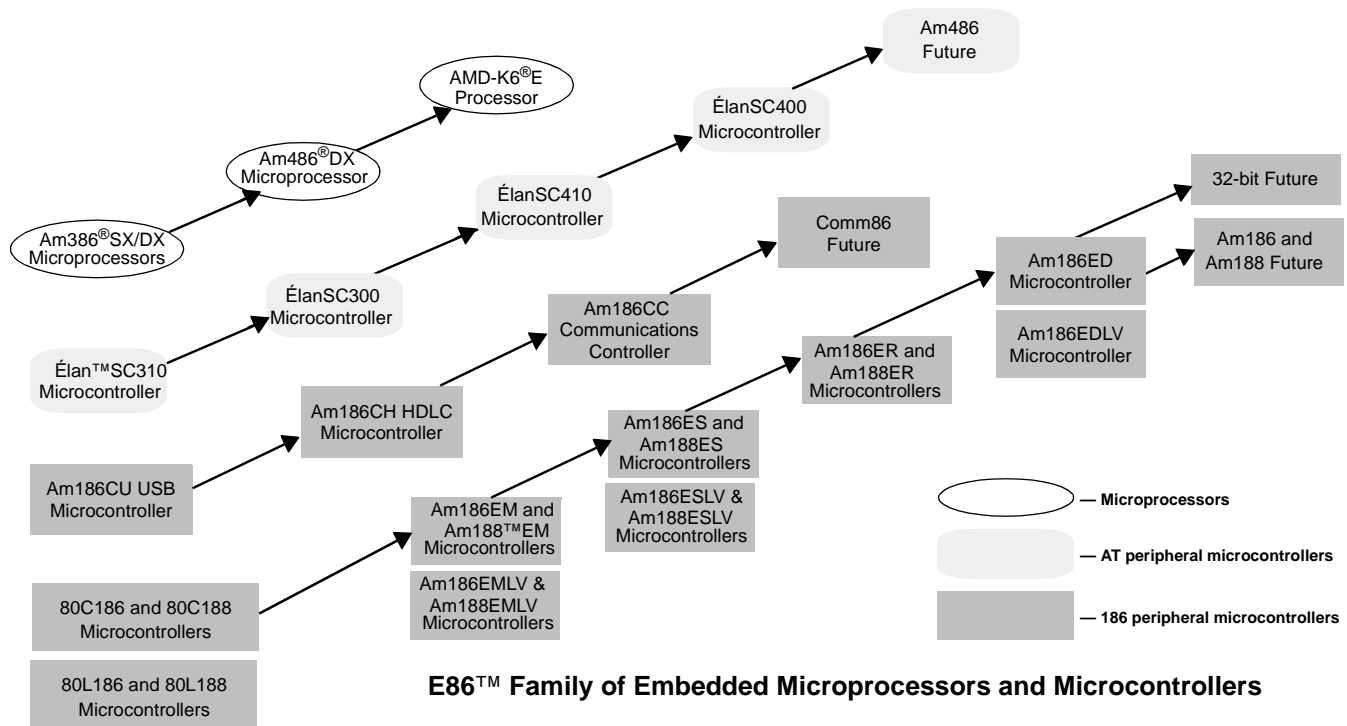 Am486
Future
AMD-K6®E
Processor
ÉlanSC400
Microcontroller
Am486®DX
Microprocessor
32-bit Future
ÉlanSC410
Microcontroller
Comm86
Future
Am386®SX/DX
Microprocessors
Am186 and
Am188 Future
Am186ED
Microcontroller
ÉlanSC300
Microcontroller
Am186CC
Communications
Controller
Am186EDLV
Microcontroller
Am186ER and
Am188ER
Microcontrollers
Élan™SC310
Microcontroller
Am186CH HDLC
Microcontroller
Am186ES and
Am188ES
Microcontrollers
Am186CU USB
Microcontroller
Am186ESLV &
Am188ESLV
Microcontrollers
Am186EM and
Am188™EM
Microcontrollers
Am186EMLV &
Am188EMLV
Microcontrollers
80C186 and 80C188
Microcontrollers
80L186 and 80L188
Microcontrollers
— Microprocessors
— AT peripheral microcontrollers
— 186 peripheral microcontrollers
E86™ Family of Embedded Microprocessors and Microcontrollers